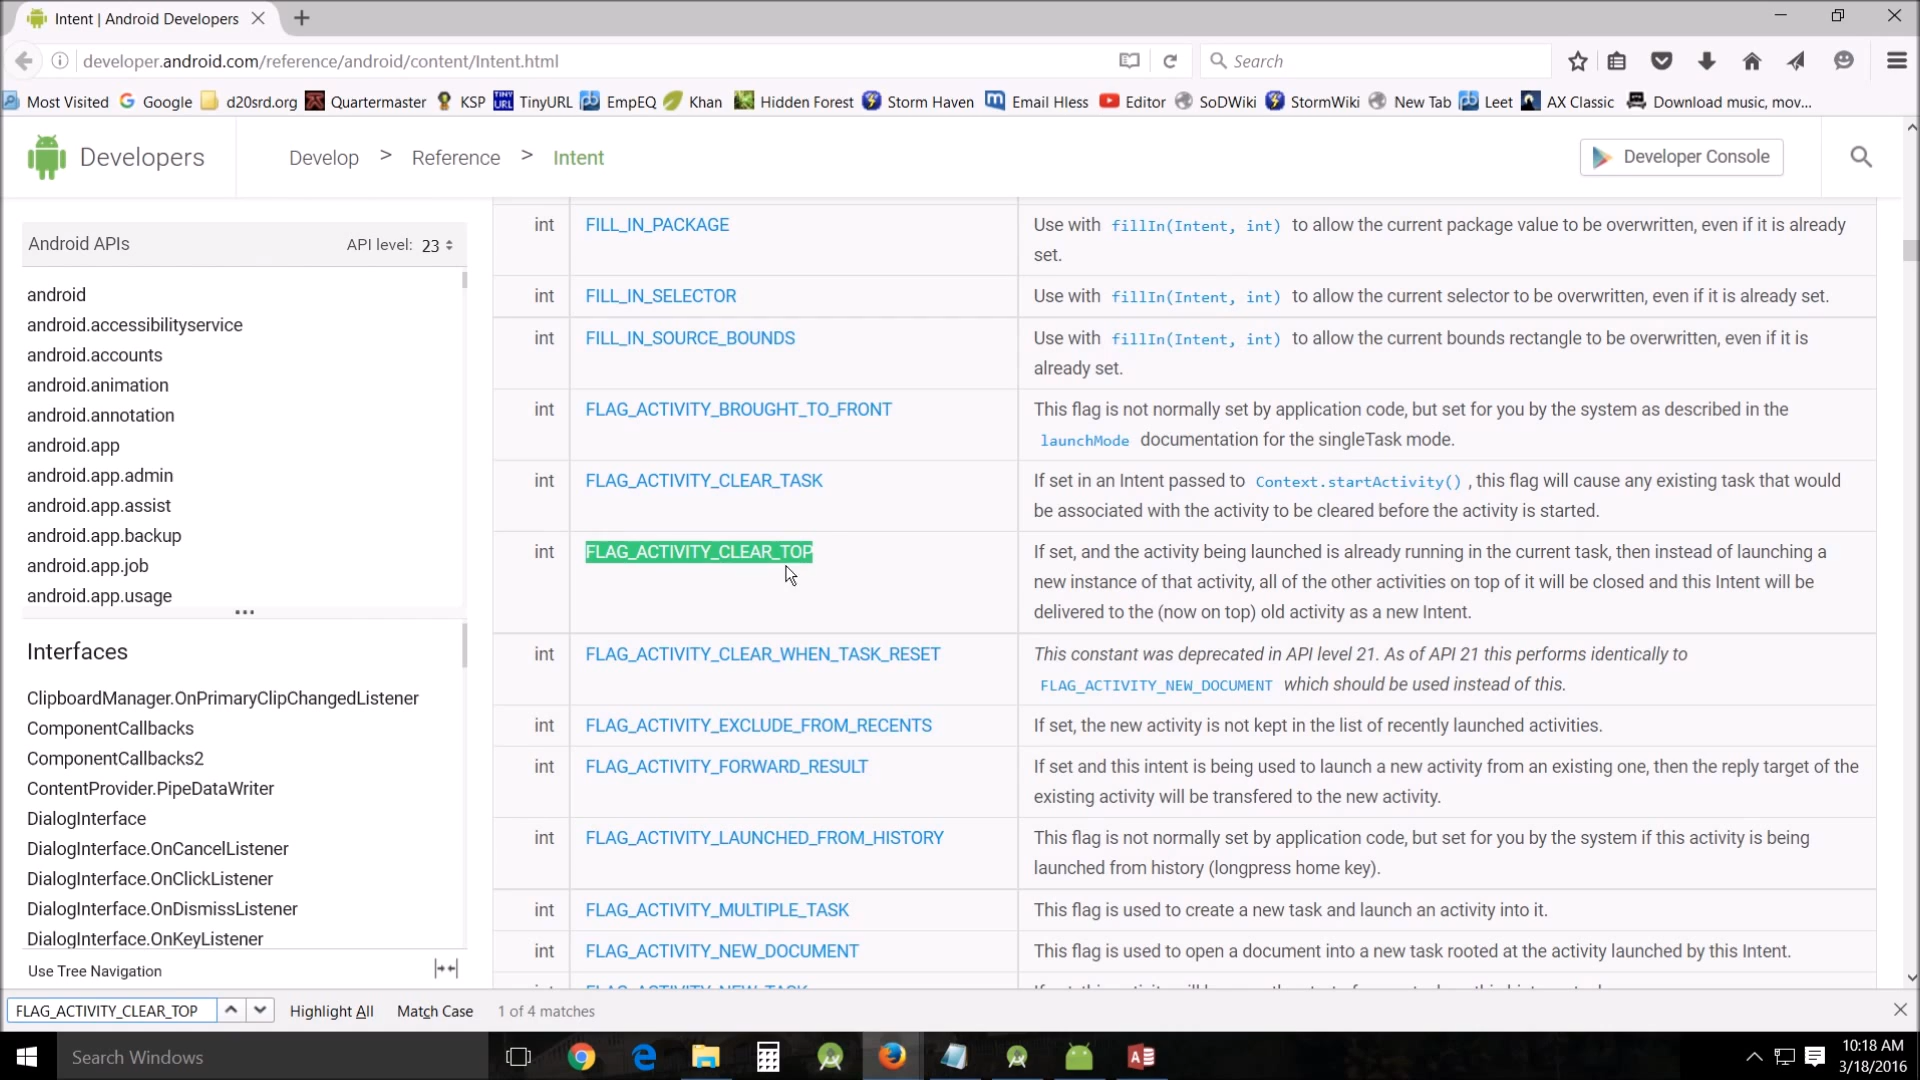 Intent | Android Developers
developer.android.com/reference/android/content/Intent.html
Search
Most Visited Google d20srd.org Quartermaster KSP TinyURL EmpEQ Khan Hidden Forest Storm Haven Email Hless Editor SoDWiki StormWiki New Tab Leet AX Classic Download music, mov...
Developers
Develop > Reference > Intent
Developer Console
Android APIs
API level: 23
android
android.accessibilityservice
android.accounts
android.animation
android.annotation
android.app
android.app.admin
android.app.assist
android.app.backup
android.app.job
android.app.usage
Interfaces
ClipboardManager.OnPrimaryClipChangedListener
ComponentCallbacks
ComponentCallbacks2
ContentProvider.PipeDataWriter
DialogInterface
DialogInterface.OnCancelListener
DialogInterface.OnClickListener
DialogInterface.OnDismissListener
DialogInterface.OnKeyListener
Use Tree Navigation
int FILL_IN_PACKAGE Use with fillIn(Intent, int) to allow the current package value to be overwritten, even if it is already
set.
int FILL_IN_SELECTOR Use with fillIn(Intent, int) to allow the current selector to be overwritten, even if it is already set.
int FILL_IN_SOURCE_BOUNDS Use with fillIn(Intent, int) to allow the current bounds rectangle to be overwritten, even if it is
already set.
int FLAG_ACTIVITY_BROUGHT_TO_FRONT This flag is not normally set by application code, but set for you by the system as described in the
launchMode documentation for the singleTask mode.
int FLAG_ACTIVITY_CLEAR_TASK If set in an Intent passed to Context.startActivity() , this flag will cause any existing task that would
be associated with the activity to be cleared before the activity is started.
int FLAG_ACTIVITY_CLEAR_TOP If set, and the activity being launched is already running in the current task, then instead of launching a
new instance of that activity, all of the other activities on top of it will be closed and this Intent will be
delivered to the (now on top) old activity as a new Intent.
int FLAG_ACTIVITY_CLEAR_WHEN_TASK_RESET This constant was deprecated in API level 21. As of API 21 this performs identically to
FLAG_ACTIVITY_NEW_DOCUMENT which should be used instead of this.
int FLAG_ACTIVITY_EXCLUDE_FROM_RECENTS If set, the new activity is not kept in the list of recently launched activities.
int FLAG_ACTIVITY_FORWARD_RESULT If set and this intent is being used to launch a new activity from an existing one, then the reply target of the
existing activity will be transfered to the new activity.
int FLAG_ACTIVITY_LAUNCHED_FROM_HISTORY This flag is not normally set by application code, but set for you by the system if this activity is being
launched from history (longpress home key).
int FLAG_ACTIVITY_MULTIPLE_TASK This flag is used to create a new task and launch an activity into it.
int FLAG_ACTIVITY_NEW_DOCUMENT This flag is used to open a document into a new task rooted at the activity launched by this Intent.
FLAG_ACTIVITY_CLEAR_TOP Highlight All Match Case 1 of 4 matches
Search Windows
10:18 AM
3/18/2016